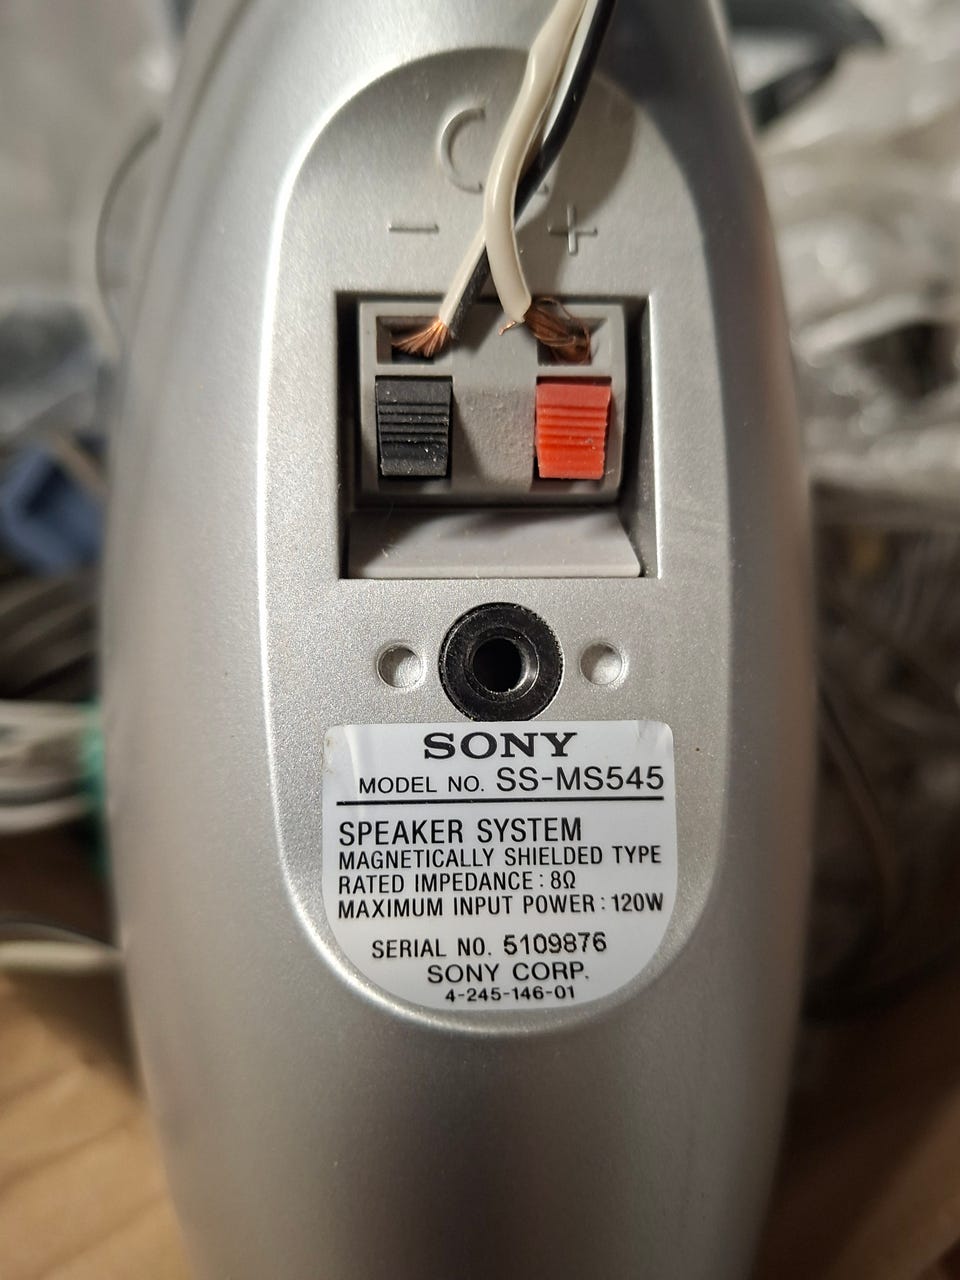 − +
SONY
MODEL NO. SS-MS545
SPEAKER SYSTEM
MAGNETICALLY SHIELDED TYPE
RATED IMPEDANCE : 8Ω
MAXIMUM INPUT POWER : 120W
SERIAL NO. 5109876
SONY CORP.
4-245-146-01